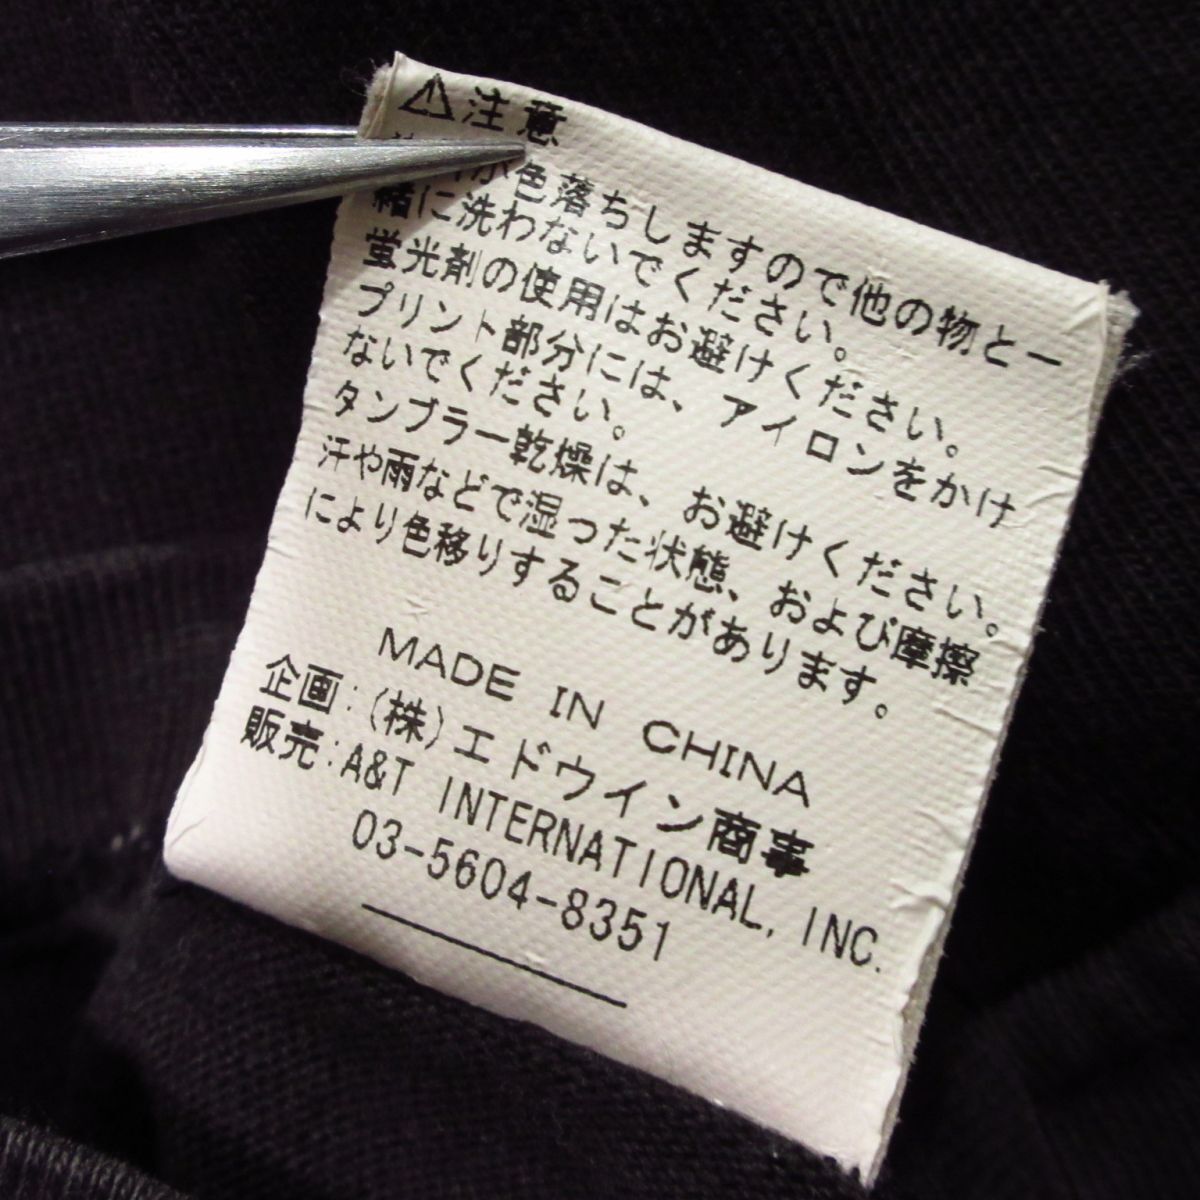 ⚠注意
色落ちしますので他の物と一
緒に洗わないでください。
蛍光剤の使用はお避けください。
プリント部分には、アイロンをかけ
ないでください。
タンブラー乾燥は、お避けください。
汗や雨などで湿った状態、および摩擦
により色移りすることがあります。
MADE IN CHINA
企画:(株)エドウイン商事
販売:A&T INTERNATIONAL, INC.
03-5604-8351